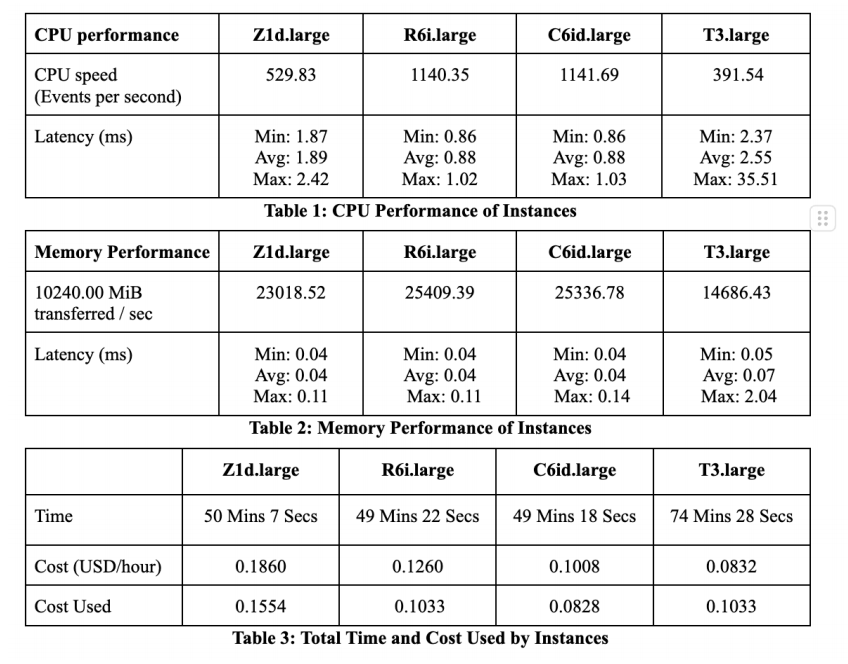 CPU performance Z1d.large R6i.large C6id.large T3.large
CPU speed 529.83 1140.35 1141.69 391.54
(Events per second)
Latency (ms) Min: 1.87 Min: 0.86 Min: 0.86 Min: 2.37
Avg: 1.89 Avg: 0.88 Avg: 0.88 Avg: 2.55
Max: 2.42 Max: 1.02 Max: 1.03 Max: 35.51
Table 1: CPU Performance of Instances
Memory Performance Z1d.large R6i.large C6id.large T3.large
10240.00 MiB 23018.52 25409.39 25336.78 14686.43
transferred / sec
Latency (ms) Min: 0.04 Min: 0.04 Min: 0.04 Min: 0.05
Avg: 0.04 Avg: 0.04 Avg: 0.04 Avg: 0.07
Max: 0.11 Max: 0.11 Max: 0.14 Max: 2.04
Table 2: Memory Performance of Instances
Z1d.large R6i.large C6id.large T3.large
Time 50 Mins 7 Secs 49 Mins 22 Secs 49 Mins 18 Secs 74 Mins 28 Secs
Cost (USD/hour) 0.1860 0.1260 0.1008 0.0832
Cost Used 0.1554 0.1033 0.0828 0.1033
Table 3: Total Time and Cost Used by Instances